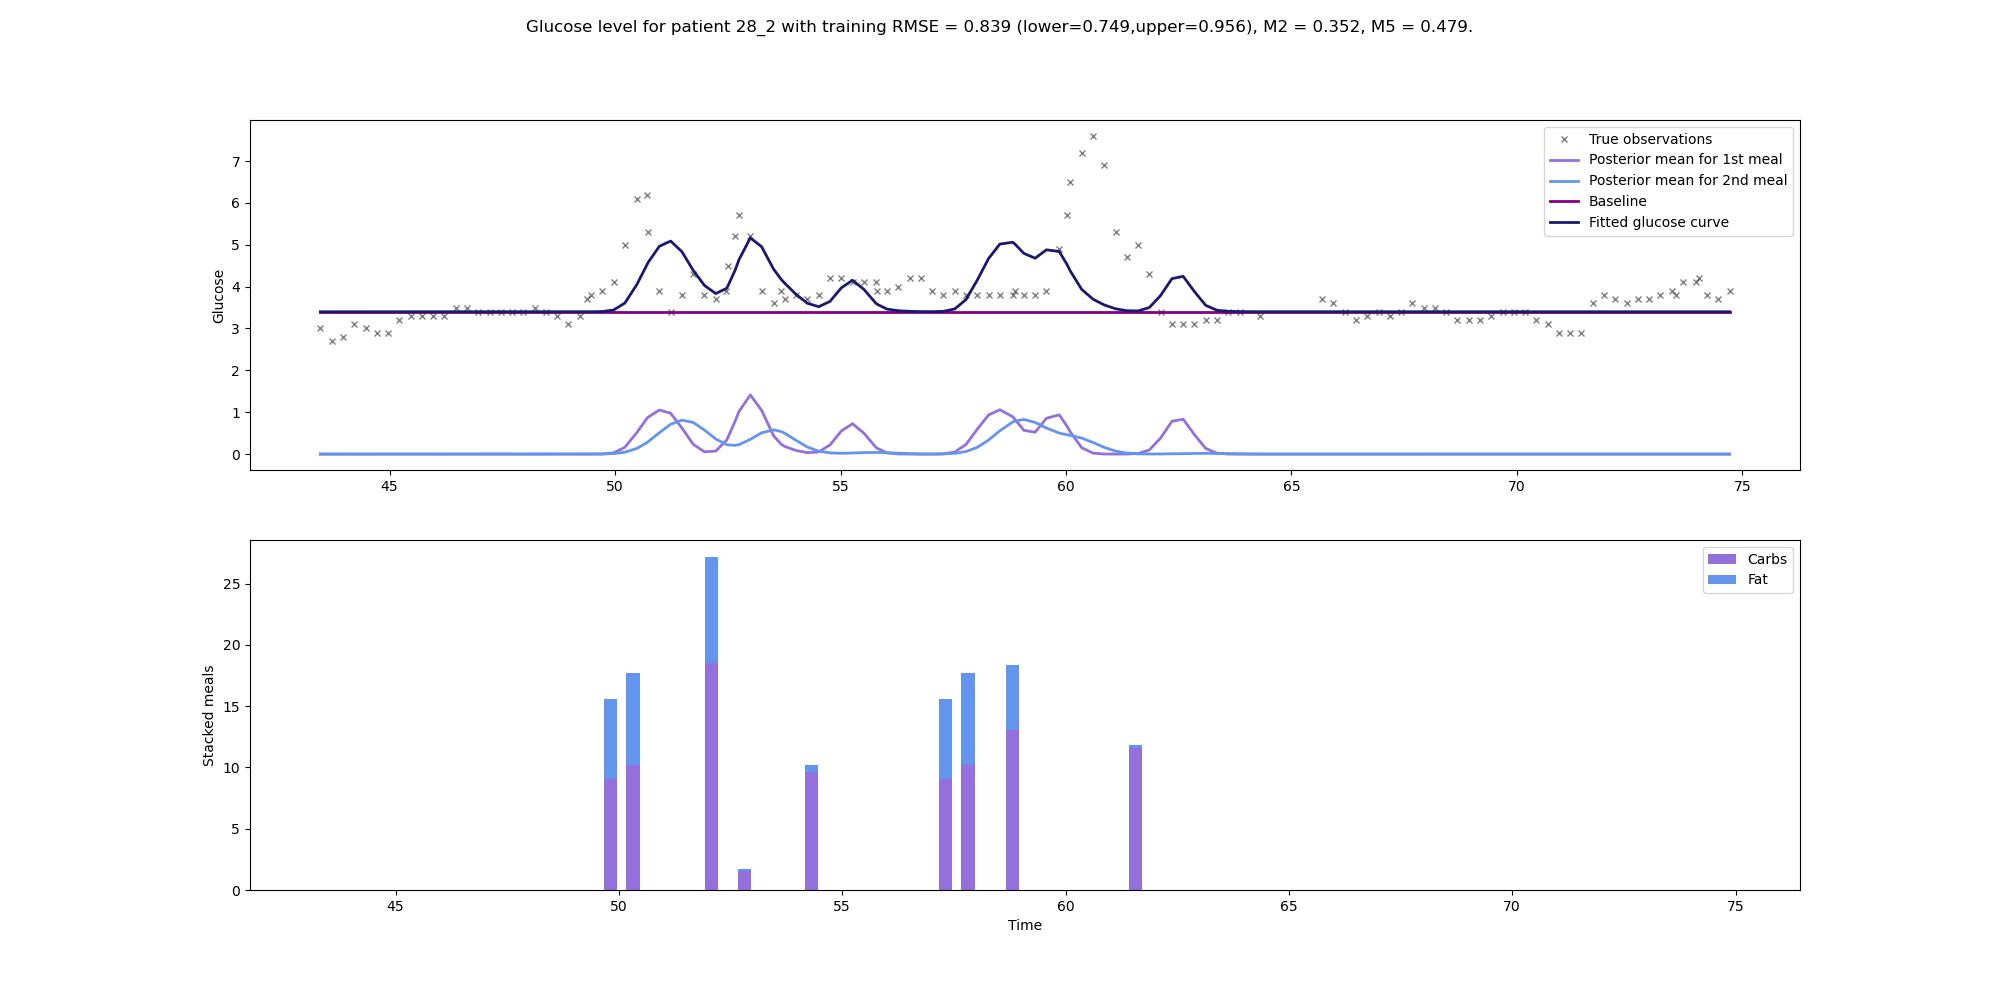 Glucose level for patient 28_2 with training RMSE = 0.839 (lower=0.749,upper=0.956), M2 = 0.352, M5 = 0.479.
True observations
Posterior mean for 1st meal
Posterior mean for 2nd meal
Baseline
Fitted glucose curve
Glucose
7
6
5
4
3
2
1
0
45 50 55 60 65 70 75
Carbs
Fat
Stacked meals
25
20
15
10
5
0
45 50 55 60 65 70 75
Time